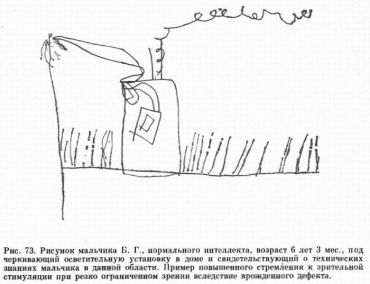 Рис. 73. Рисунок мальчика Б. Г., нормального интеллекта, возраст 6 лет 3 мес., под
черкивающий осветительную установку в доме и свидетельствующий о технических
знаниях мальчика в данной области. Пример повышенного стремления к зрительной
стимуляции при резко ограниченном зрении вследствие врожденного дефекта.